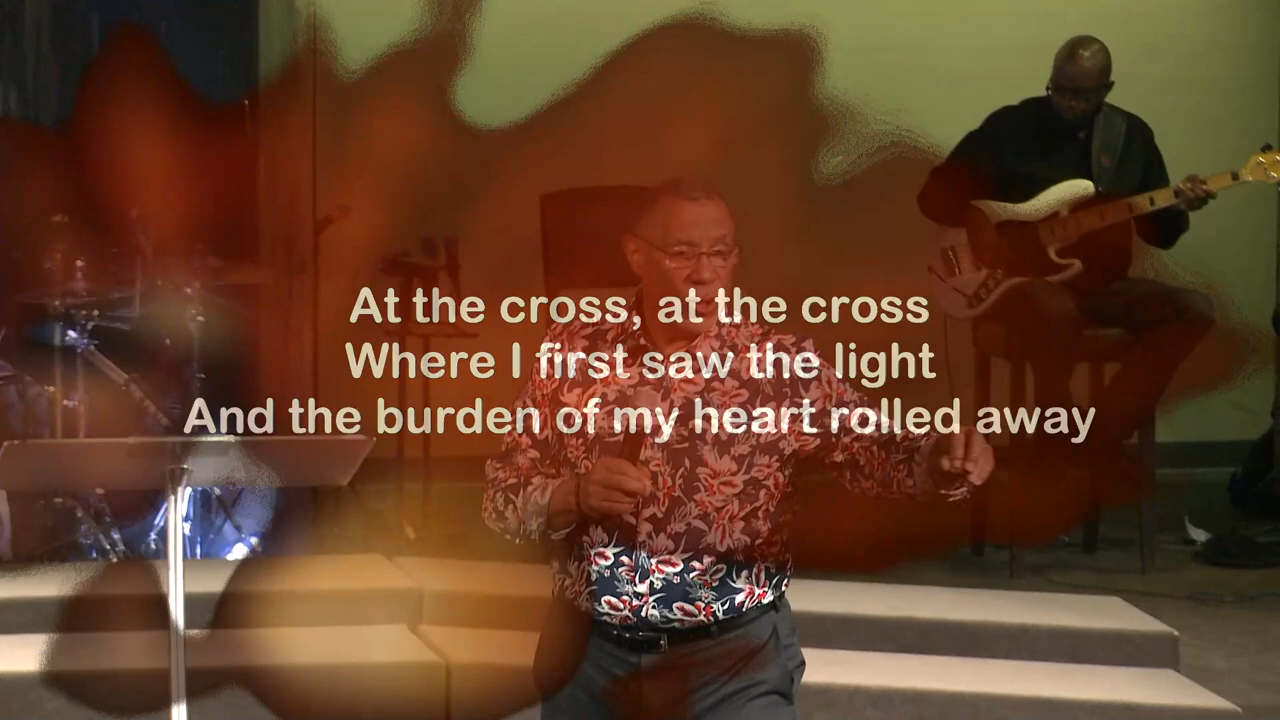 At the cross, at the cross
Where I first saw the light
And the burden of my heart rolled away